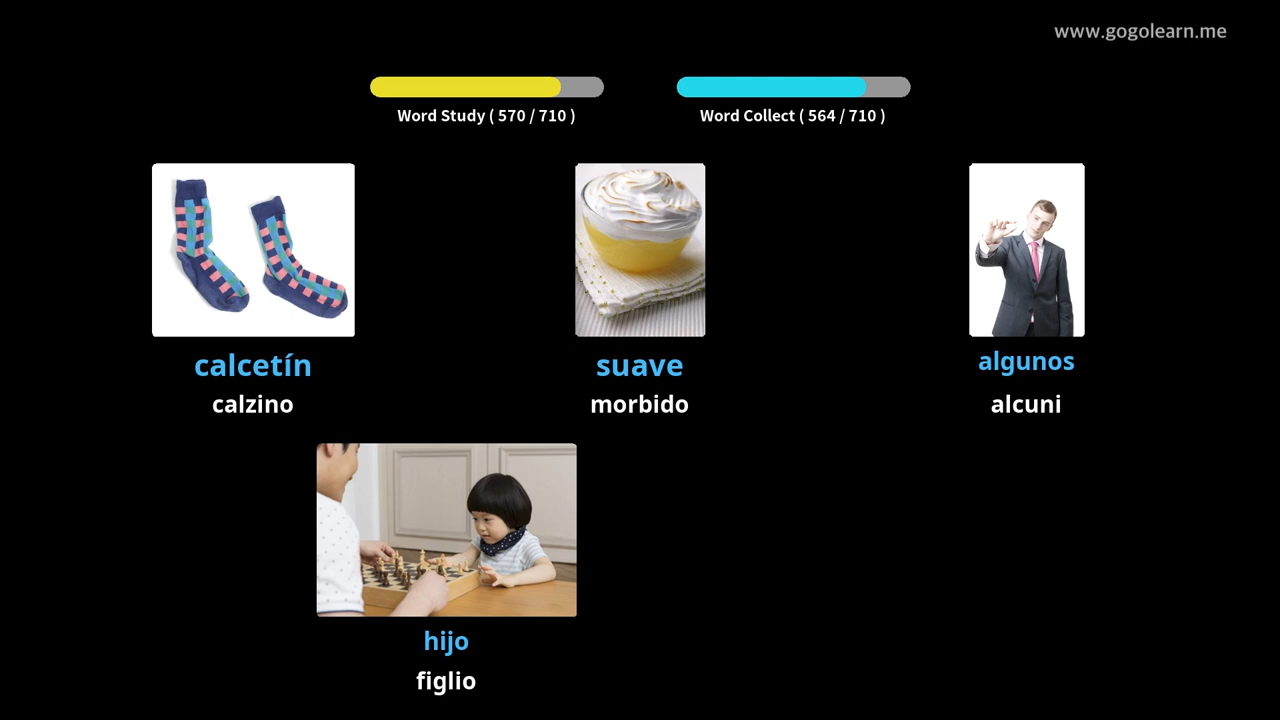 www.gogolearn.me
Word Study ( 570 / 710 )
Word Collect ( 564 / 710 )
calcetín
calzino
suave
morbido
algunos
alcuni
hijo
figlio